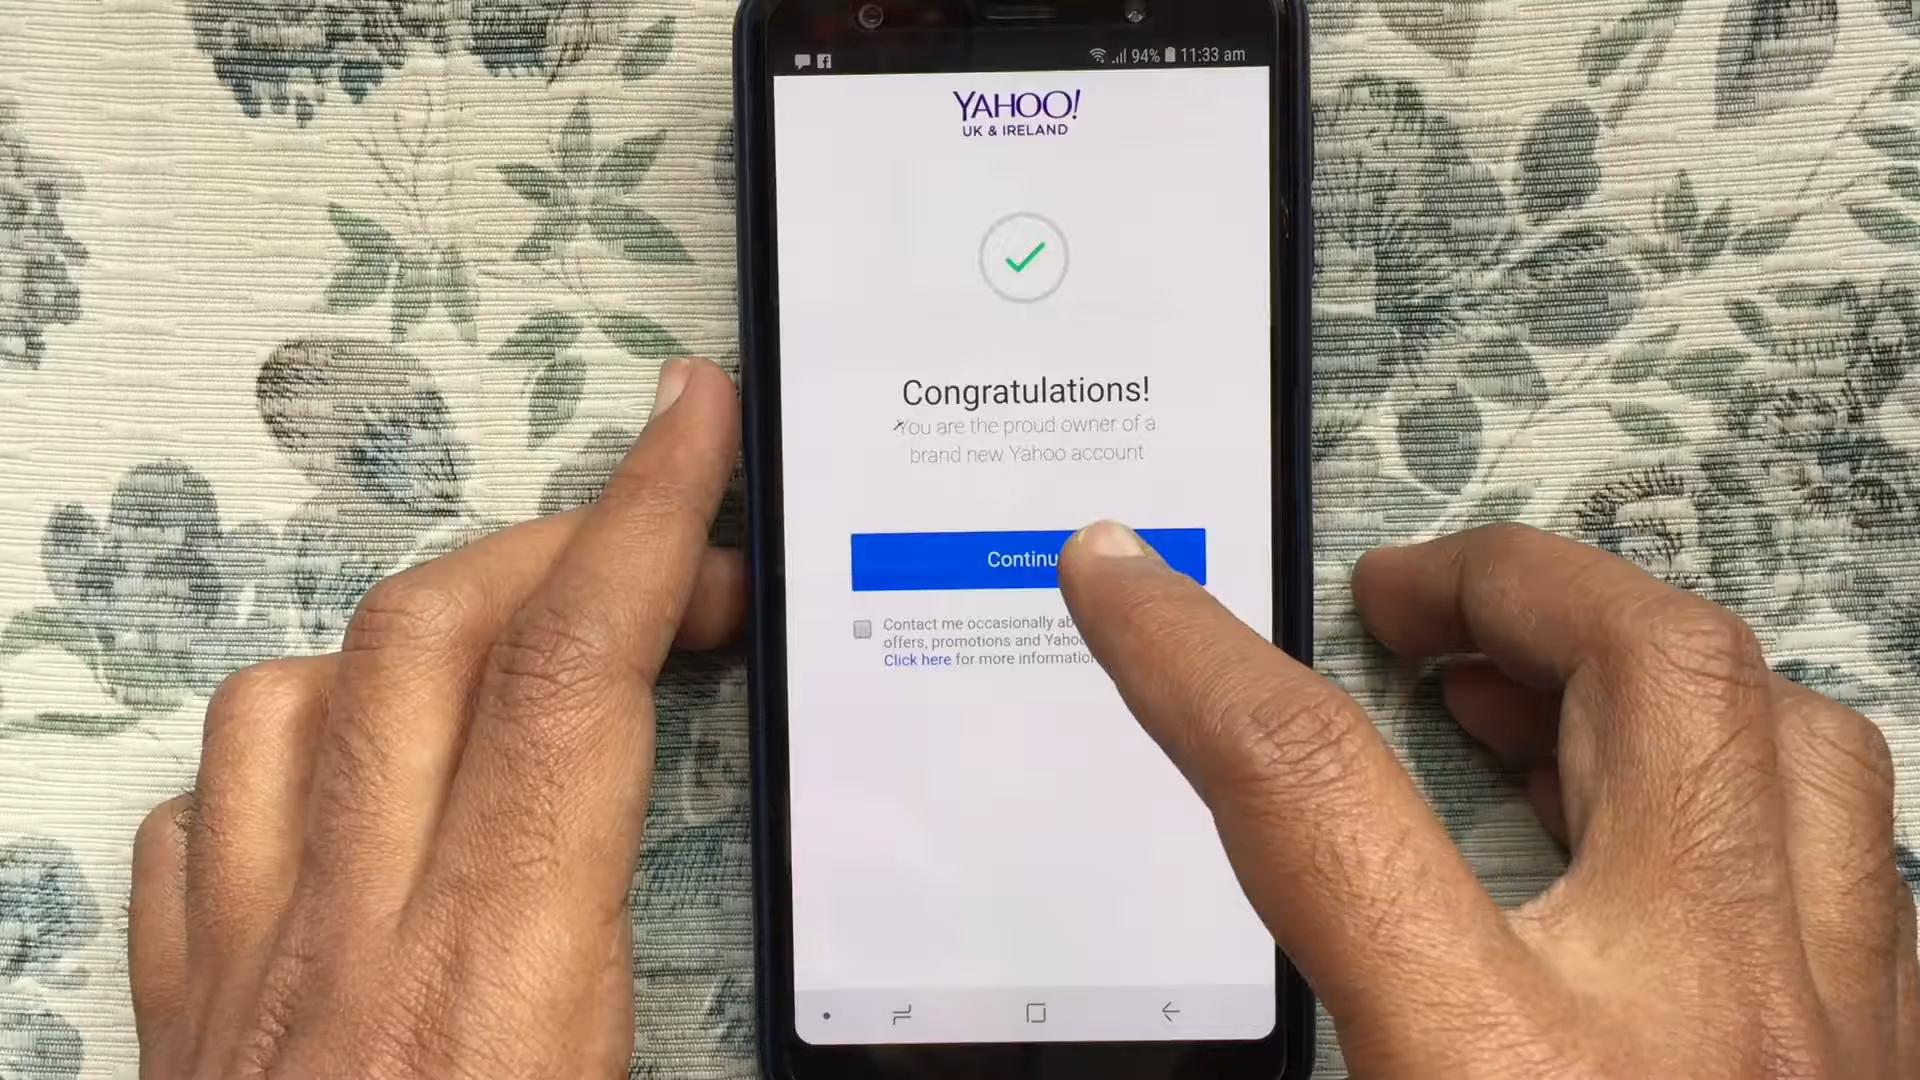 94% 11:33 am
YAHOO!
UK & IRELAND
Congratulations!
You are the proud owner of a
brand new Yahoo account
Continu
Contact me occasionally ab
offers, promotions and Yahoo
Click here for more information